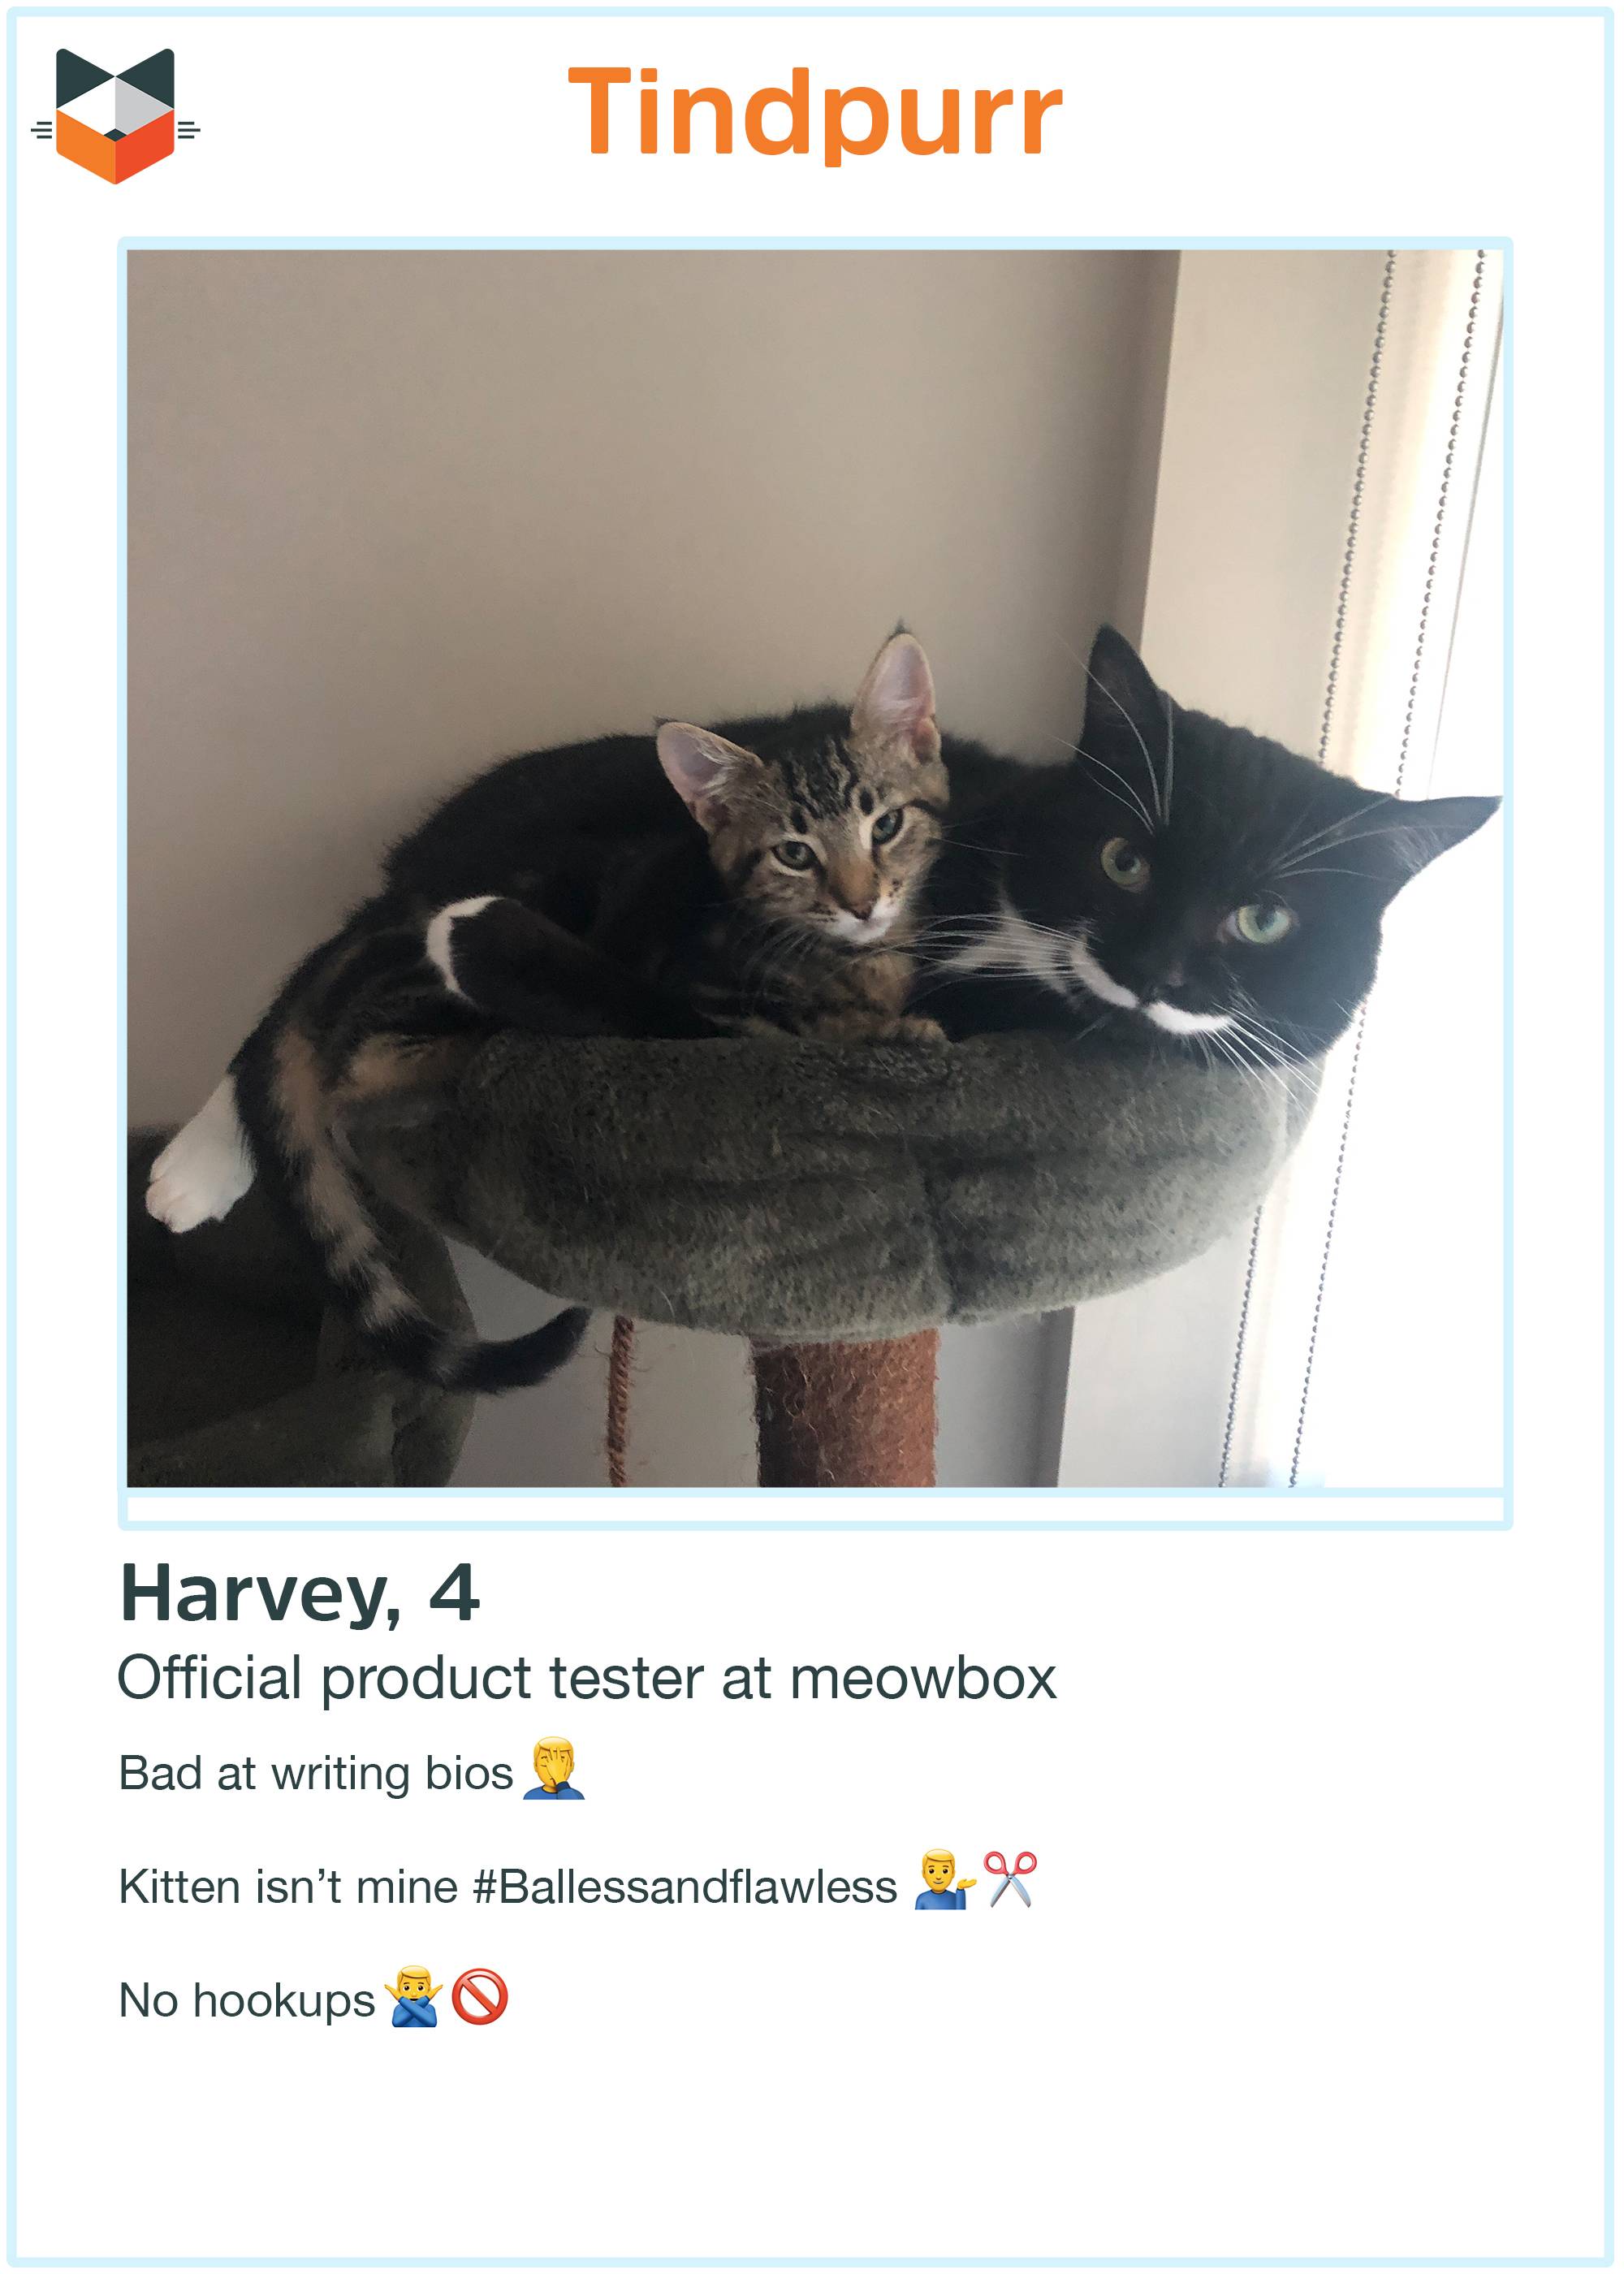 Tindpurr
Harvey, 4
Official product tester at meowbox
Bad at writing bios🤦‍♂️
Kitten isn’t mine #Ballessandflawless 💁‍♂️✂️
No hookups🙅‍♂️🚫